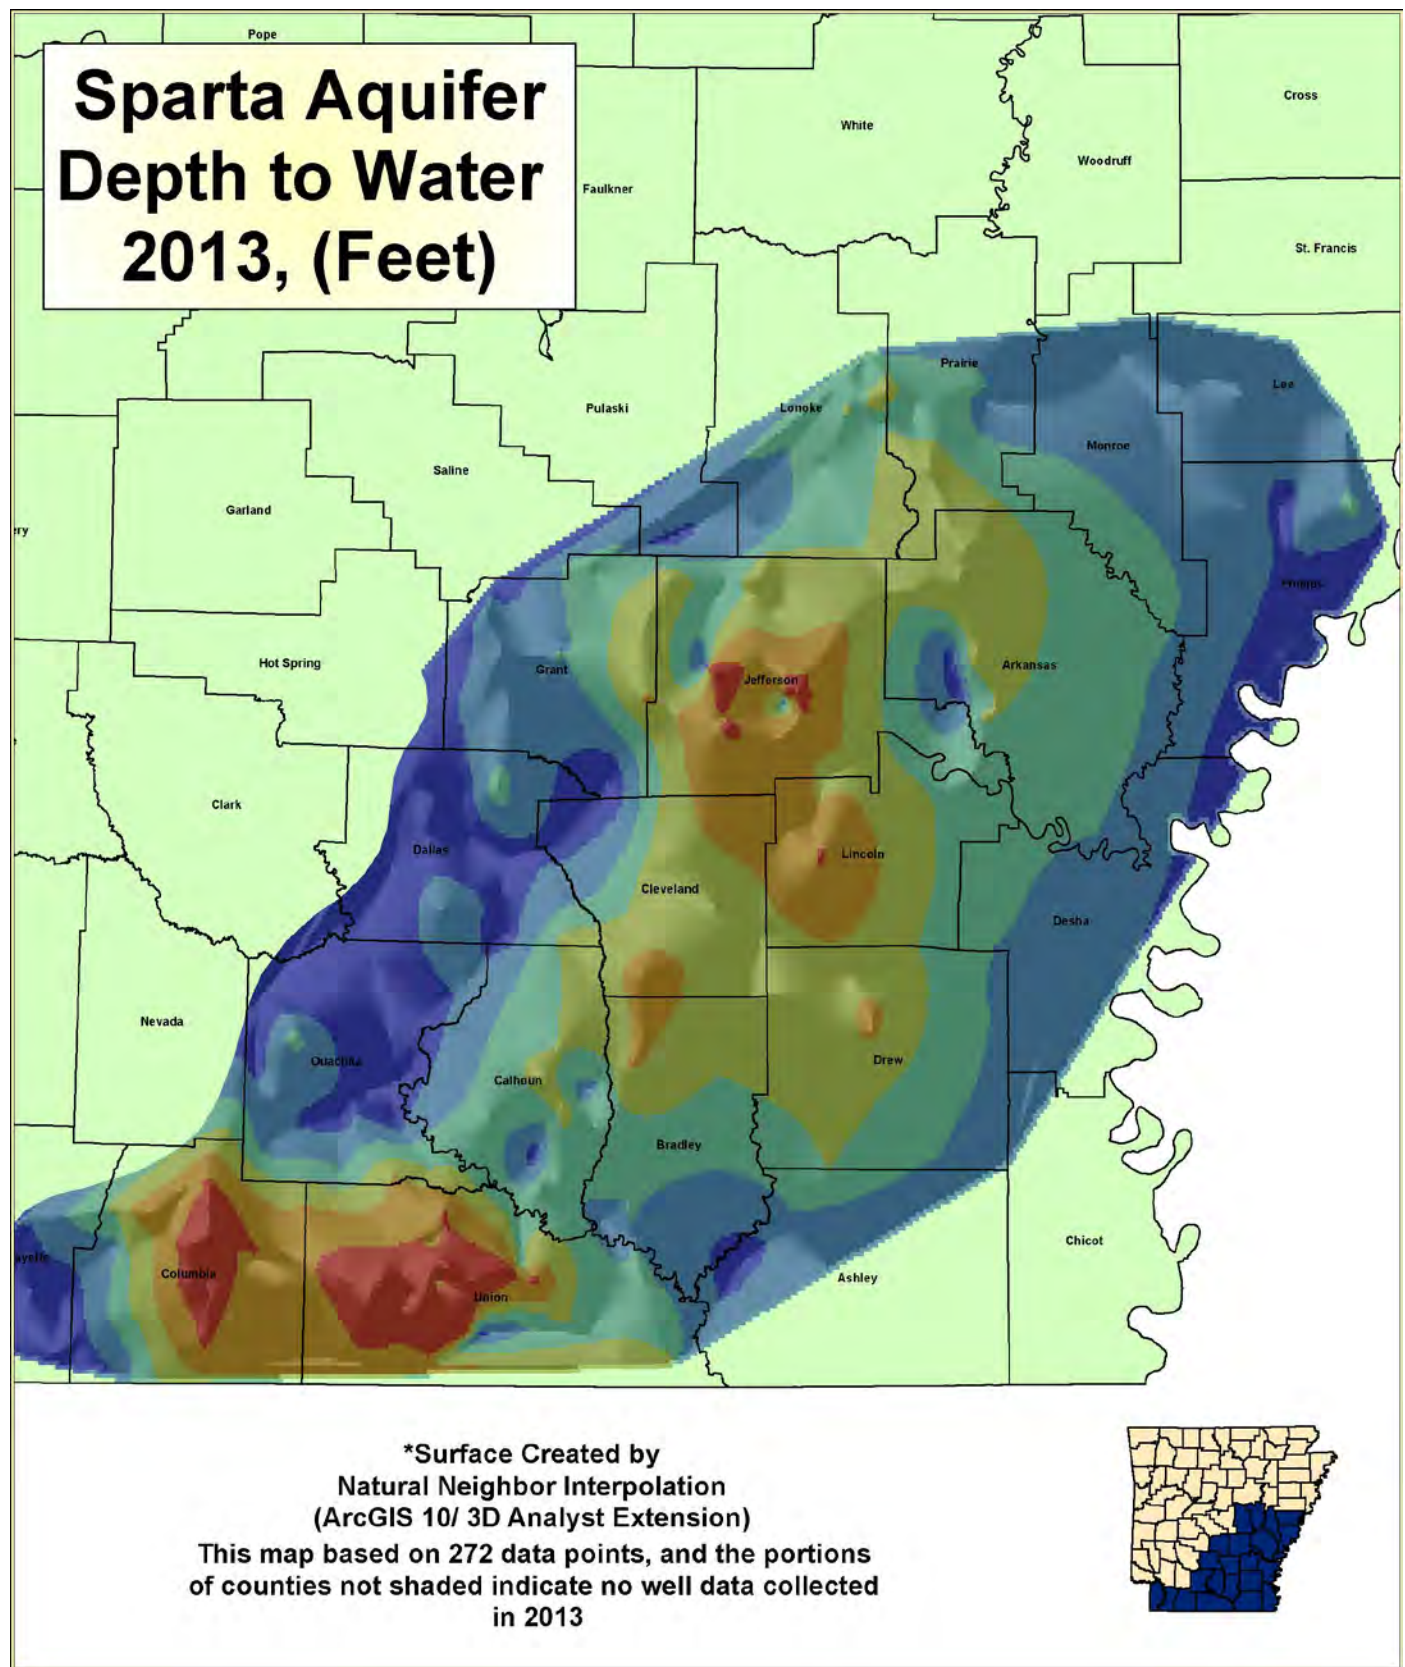 Pope
Sparta Aquifer
Depth to Water
2013, (Feet)
Cross
White
Woodruff
Faulkner
St. Francis
Prairie
Lee
Pulaski
Lonoke
Monroe
Saline
Garland
ery
Phillips
Hot Spring
Grant
Arkansas
Jefferson
Clark
Dallas
Lincoln
Cleveland
Desha
Nevada
Ouachita
Calhoun
Drew
Bradley
Chicot
ayette
Columbia
Ashley
Union
*Surface Created by
Natural Neighbor Interpolation
(ArcGIS 10/ 3D Analyst Extension)
This map based on 272 data points, and the portions
of counties not shaded indicate no well data collected
in 2013